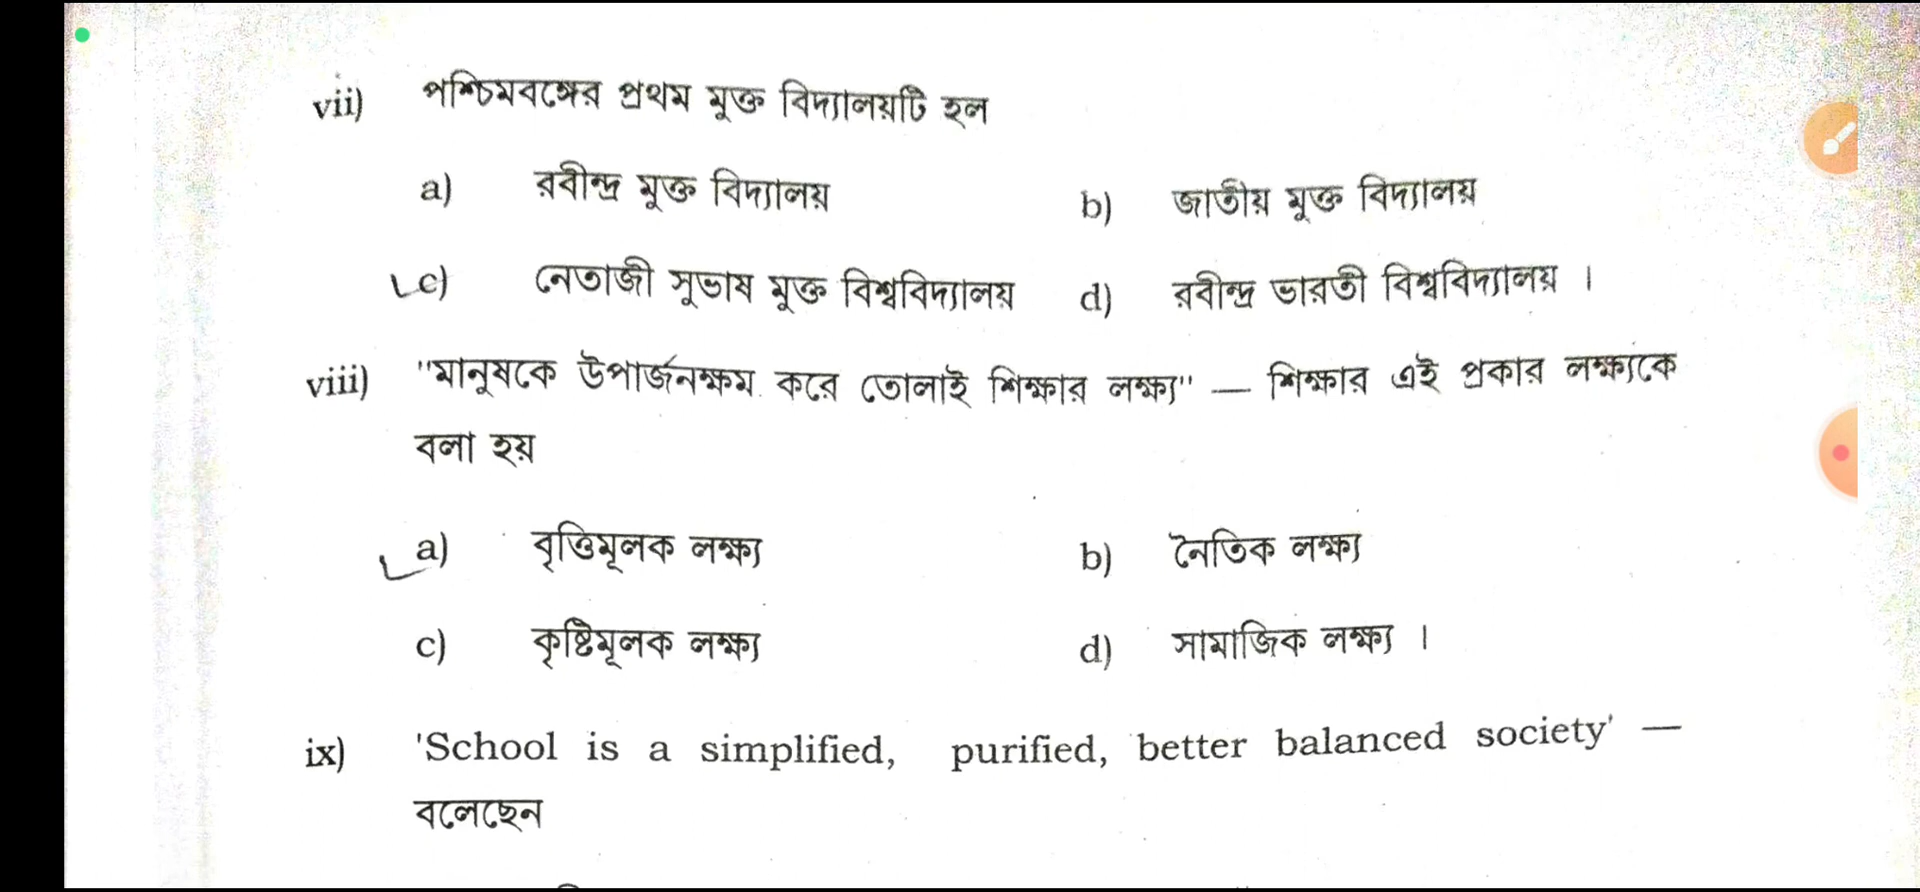 vii) পশ্চিমবঙ্গের প্রথম মুক্ত বিদ্যালয়টি হল
a) রবীন্দ্র মুক্ত বিদ্যালয় b) জাতীয় মুক্ত বিদ্যালয়
c) নেতাজী সুভাষ মুক্ত বিশ্ববিদ্যালয় d) রবীন্দ্র ভারতী বিশ্ববিদ্যালয় ।
viii) "মানুষকে উপার্জনক্ষম করে তোলাই শিক্ষার লক্ষ্য" — শিক্ষার এই প্রকার লক্ষ্যকে
বলা হয়
a) বৃত্তিমূলক লক্ষ্য b) নৈতিক লক্ষ্য
c) কৃষ্টিমূলক লক্ষ্য d) সামাজিক লক্ষ্য ।
ix) 'School is a simplified, purified, better balanced society' —
বলেছেন